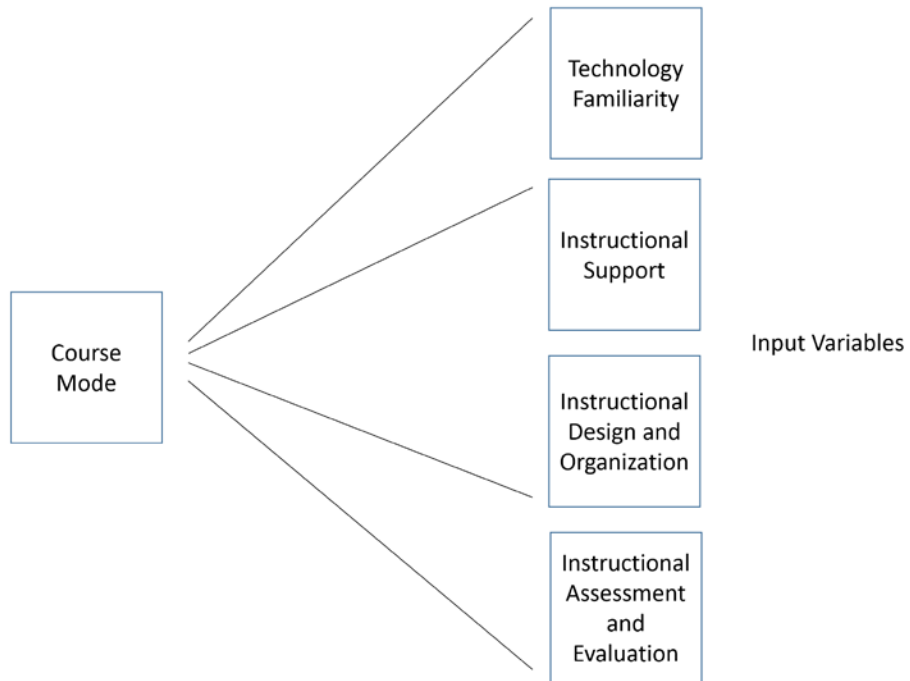 Technology
Familiarity
Instructional
Support
Course
Mode
Input Variables
Instructional
Design and
Organization
Instructional
Assessment
and
Evaluation